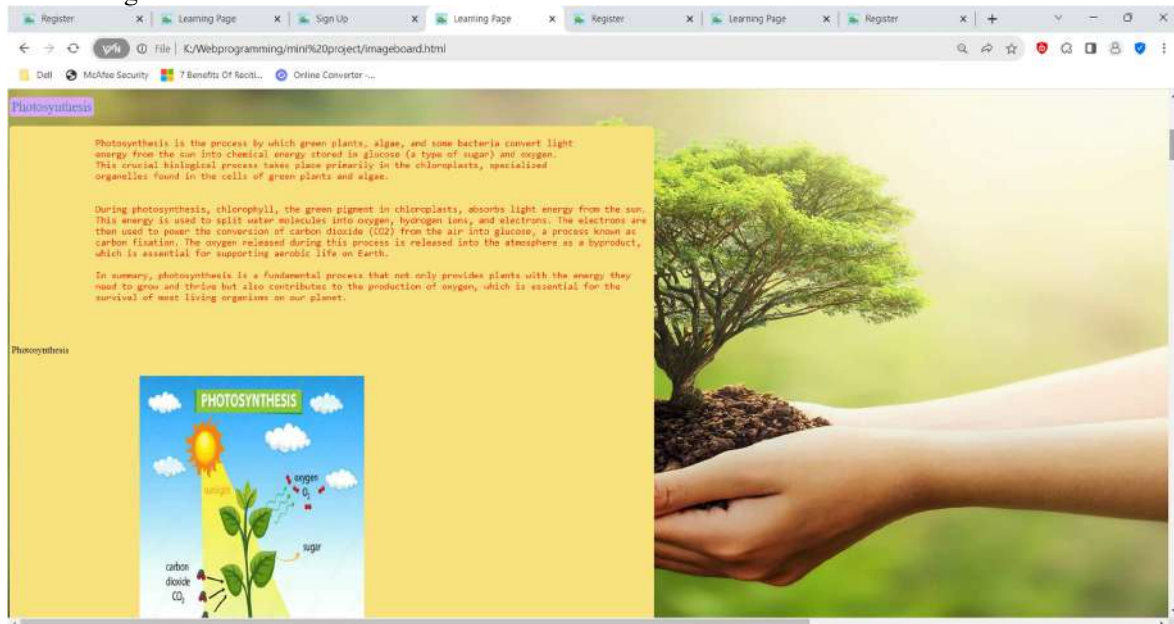 Register
Learning Page
Sign Up
Learning Page
Register
Learning Page
Register
VPN
File
K:/Webprogramming/mini%20project/imageboard.html
Dell
McAfee Security
7 Benefits Of Reciti...
Online Converter -...
Photosynthesis
Photosynthesis is the process by which green plants, algae, and some bacteria convert light
energy from the sun into chemical energy stored in glucose (a type of sugar) and oxygen.
This crucial biological process takes place primarily in the chloroplasts, specialized
organelles found in the cells of green plants and algae.
During photosynthesis, chlorophyll, the green pigment in chloroplasts, absorbs light energy from the sun.
This energy is used to split water molecules into oxygen, hydrogen ions, and electrons. The electrons are
then used to power the conversion of carbon dioxide (CO2) from the air into glucose, a process known as
carbon fixation. The oxygen released during this process is released into the atmosphere as a byproduct,
which is essential for supporting aerobic life on Earth.
In summary, photosynthesis is a fundamental process that not only provides plants with the energy they
need to grow and thrive but also contributes to the production of oxygen, which is essential for the
survival of most living organisms on our planet.
Photosynthesis
PHOTOSYNTHESIS
sunlight
oxygen
O2
sugar
carbon
dioxide
CO2